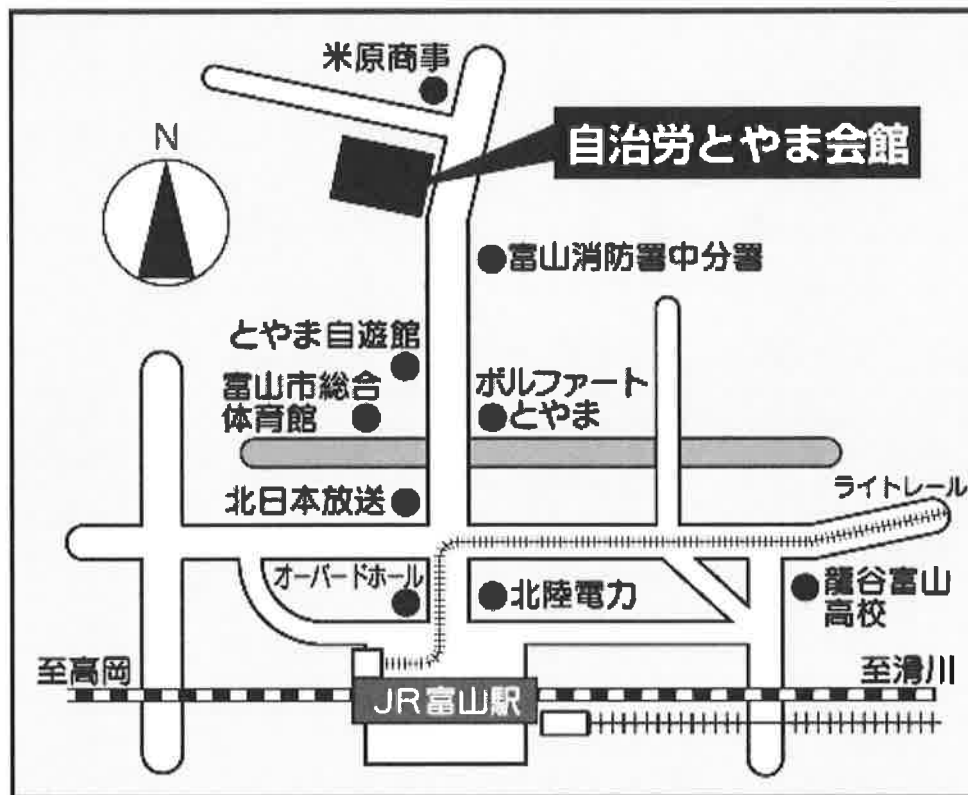 米原商事
自治労とやま会館
N
富山消防署中分署
とやま自遊館
富山市総合
体育館
ボルファート
とやま
北日本放送
ライトレール
オーバードホール
北陸電力
龍谷富山
高校
至高岡
至滑川
JR富山駅